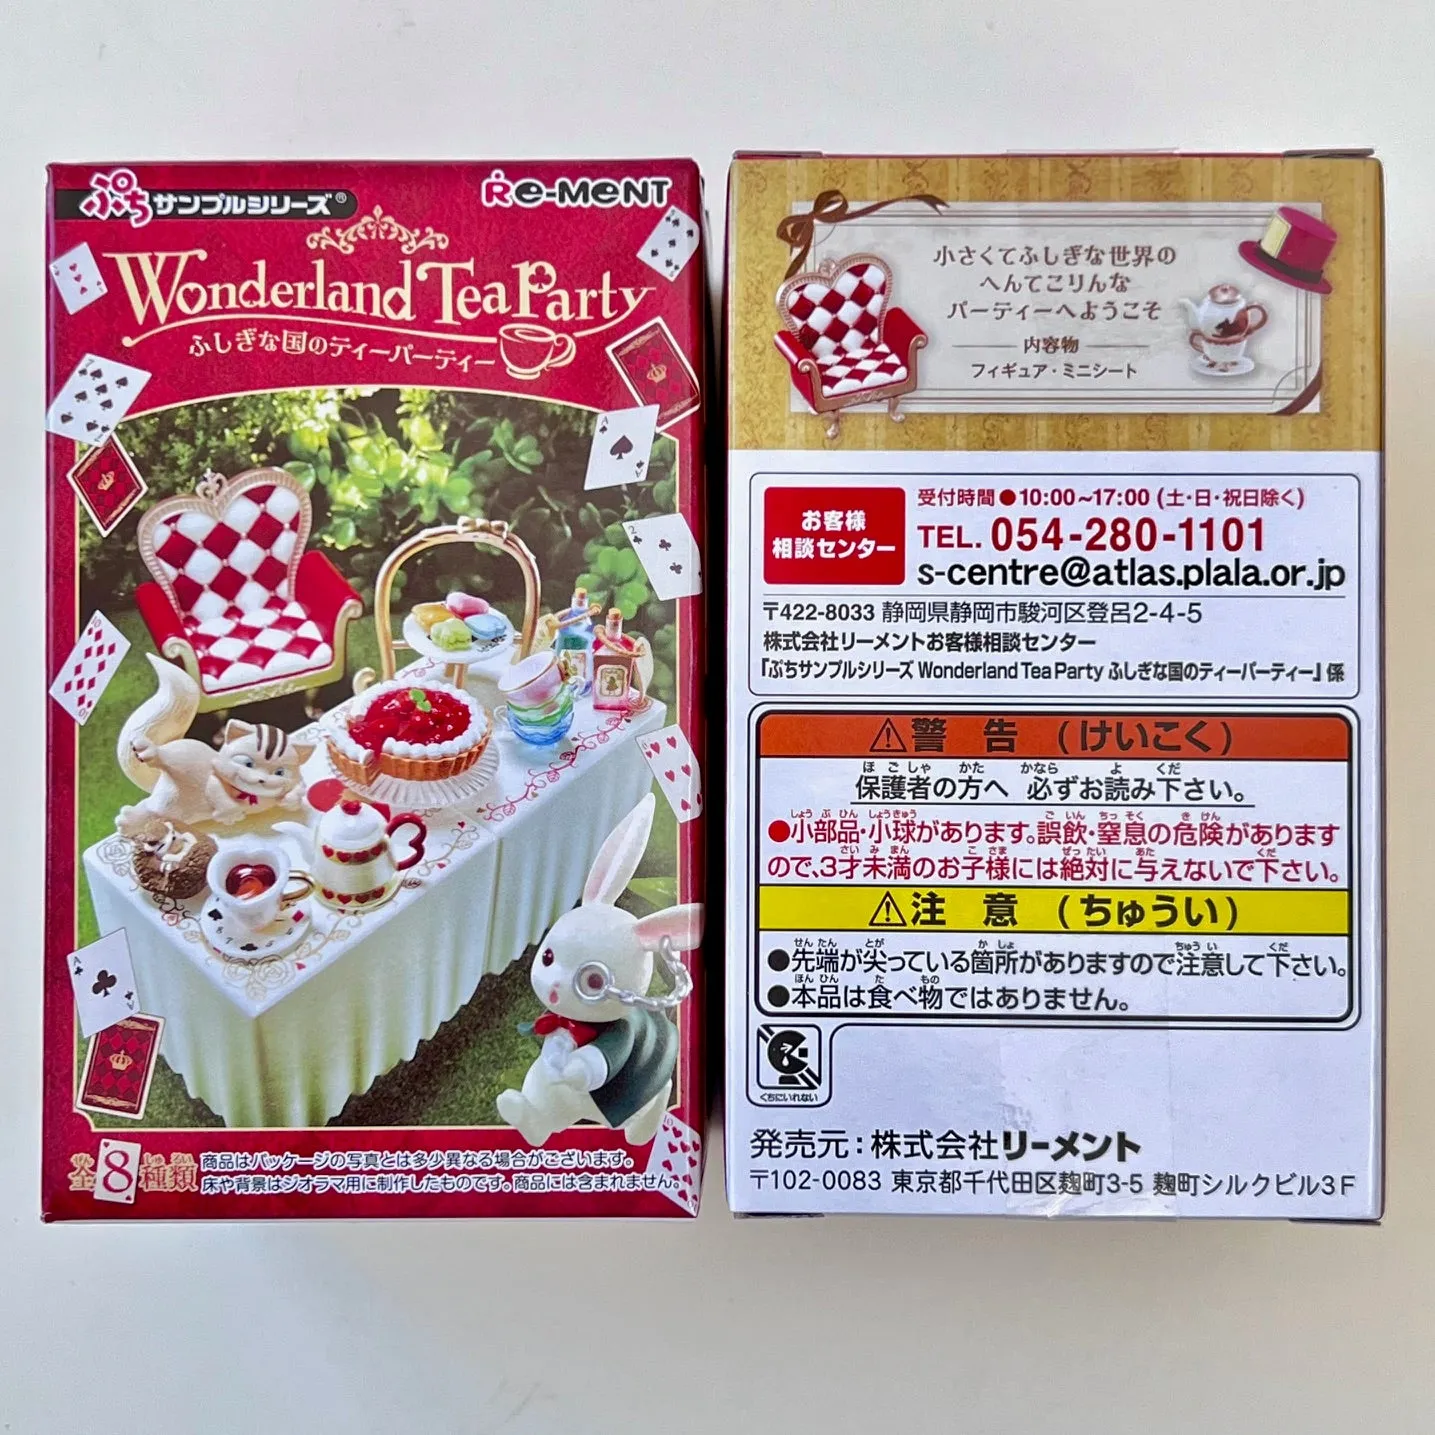 ぷちサンプルシリーズ®
Re-MeNT
Wonderland Tea Party
ふしぎな国のティーパーティー
全8種類
商品はパッケージの写真とは多少異なる場合がございます。
床や背景はジオラマ用に制作したものです。商品には含まれません。
小さくてふしぎな世界の
へんてこりんな
パーティーへようこそ
内容物
フィギュア・ミニシート
お客様
相談センター
受付時間●10:00~17:00 (土・日・祝日除く)
TEL. 054-280-1101
s-centre@atlas.plala.or.jp
〒422-8033 静岡県静岡市駿河区登呂2-4-5
株式会社リーメントお客様相談センター
『ぷちサンプルシリーズ Wonderland Tea Party ふしぎな国のティーパーティー』係
⚠警 告 (けいこく)
保護者の方へ 必ずお読み下さい。
●小部品・小球があります。誤飲・窒息の危険があります
ので、3才未満のお子様には絶対に与えないで下さい。
⚠注 意 (ちゅうい)
●先端が尖っている箇所がありますので注意して下さい。
●本品は食べ物ではありません。
くちにいれない
発売元:株式会社リーメント
〒102-0083 東京都千代田区麹町3-5 麹町シルクビル3F